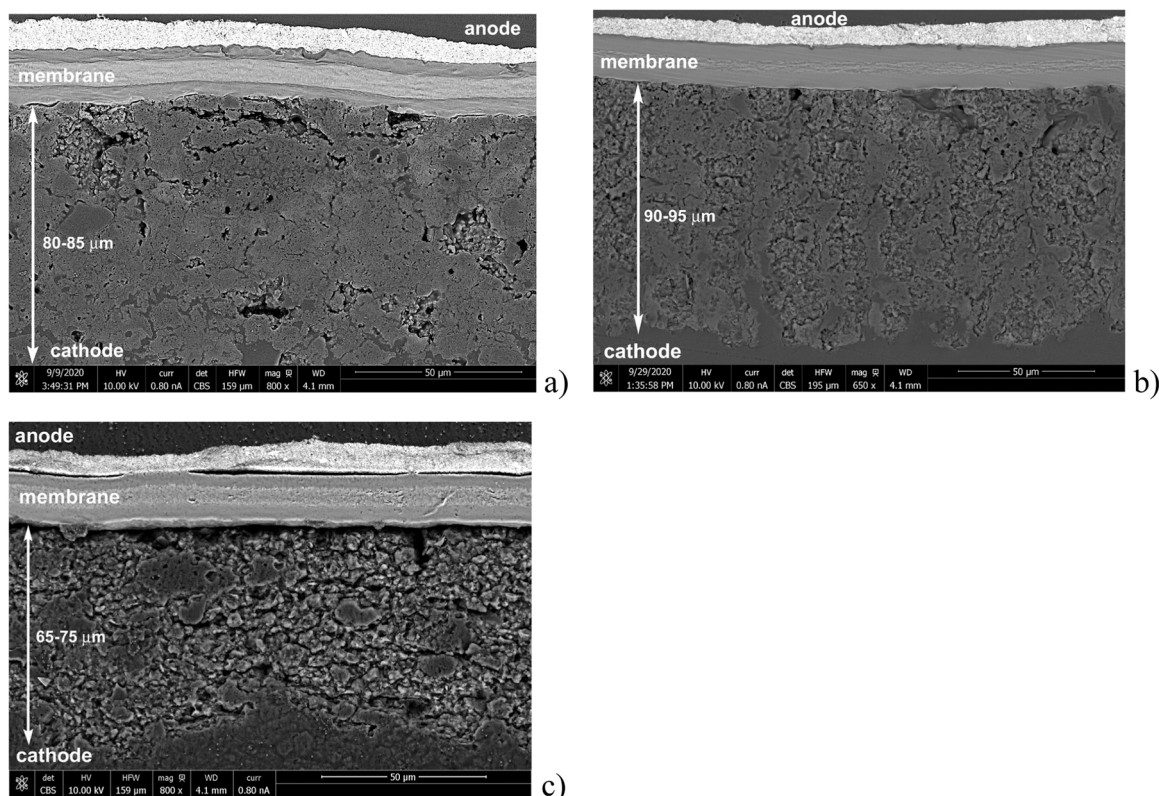 anode
membrane
80-85 μm
cathode
9/9/2020 HV curr det HFW mag WD 50 μm
3:49:31 PM 10.00 kV 0.80 nA CBS 159 μm 800 x 4.1 mm
a)
anode
membrane
90-95 μm
cathode
9/29/2020 HV curr det HFW mag WD 50 μm
1:35:58 PM 10.00 kV 0.80 nA CBS 195 μm 650 x 4.1 mm
b)
anode
membrane
65-75 μm
cathode
det HV HFW mag WD curr 50 μm
CBS 10.00 kV 159 μm 800 x 4.1 mm 0.80 nA
c)